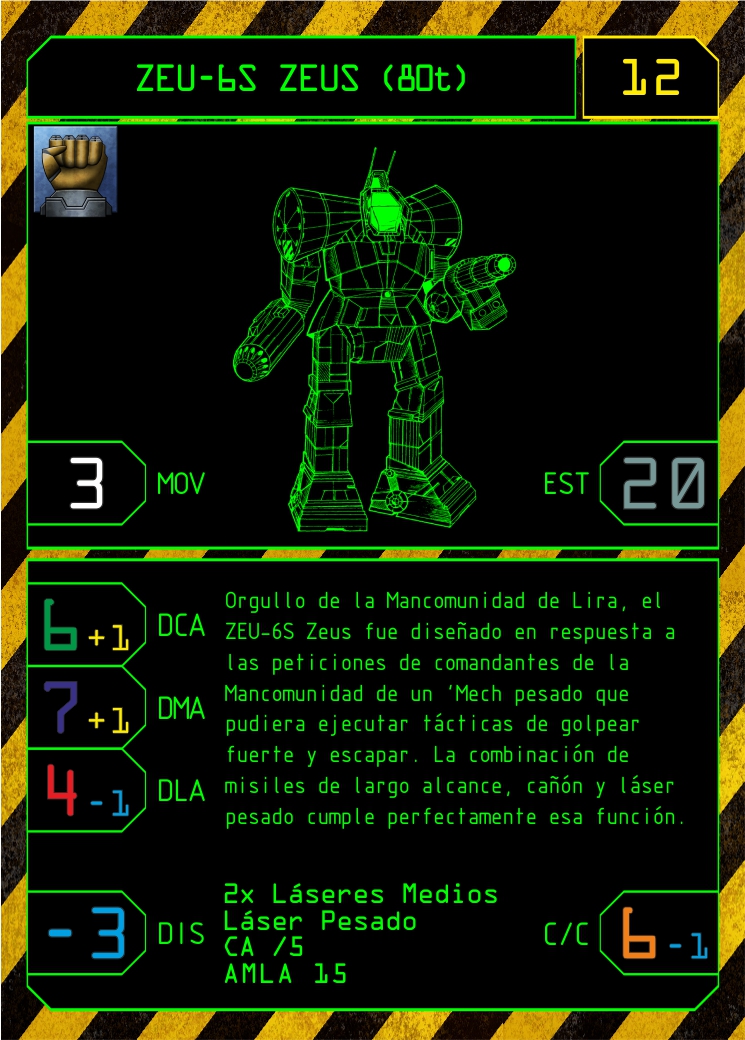 ZEU-6S ZEUS (80t)
12
3 MOV
EST 20
6 +1 DCA
7 +1 DMA
4 -1 DLA
Orgullo de la Mancomunidad de Lira, el
ZEU-6S Zeus fue diseñado en respuesta a
las peticiones de comandantes de la
Mancomunidad de un 'Mech pesado que
pudiera ejecutar tácticas de golpear
fuerte y escapar. La combinación de
misiles de largo alcance, cañón y láser
pesado cumple perfectamente esa función.
-3 DIS
2x Láseres Medios
Láser Pesado
CA /5
AMLA 15
C/C 6 -1